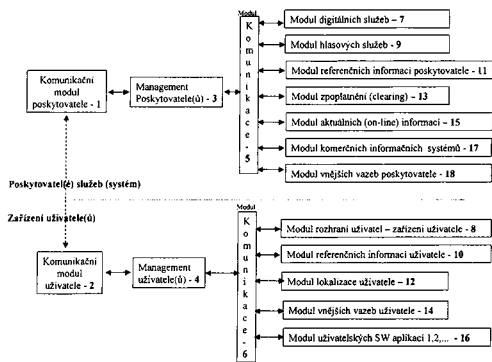 Modul
Komunikace - 5
Modul digitálních služeb – 7
Modul hlasových služeb – 9
Modul referenčních informací poskytovatele – 11
Modul zpoplatnění (clearing) – 13
Modul aktuálních (on-line) informací – 15
Modul komerčních informačních systémů – 17
Modul vnějších vazeb poskytovatele – 18
Komunikační
modul
poskytovatele - 1
Management
Poskytovatele(ů) - 3
Poskytovatel(é) služeb (systém)
Zařízení uživatele(ů)
Modul
Komunikace - 6
Komunikační
modul
uživatele - 2
Management
uživatele(ů) - 4
Modul rozhraní uživatel – zařízení uživatele - 8
Modul referenčních informací uživatele – 10
Modul lokalizace uživatele – 12
Modul vnějších vazeb uživatele – 14
Modul uživatelských SW aplikací 1,2,... – 16